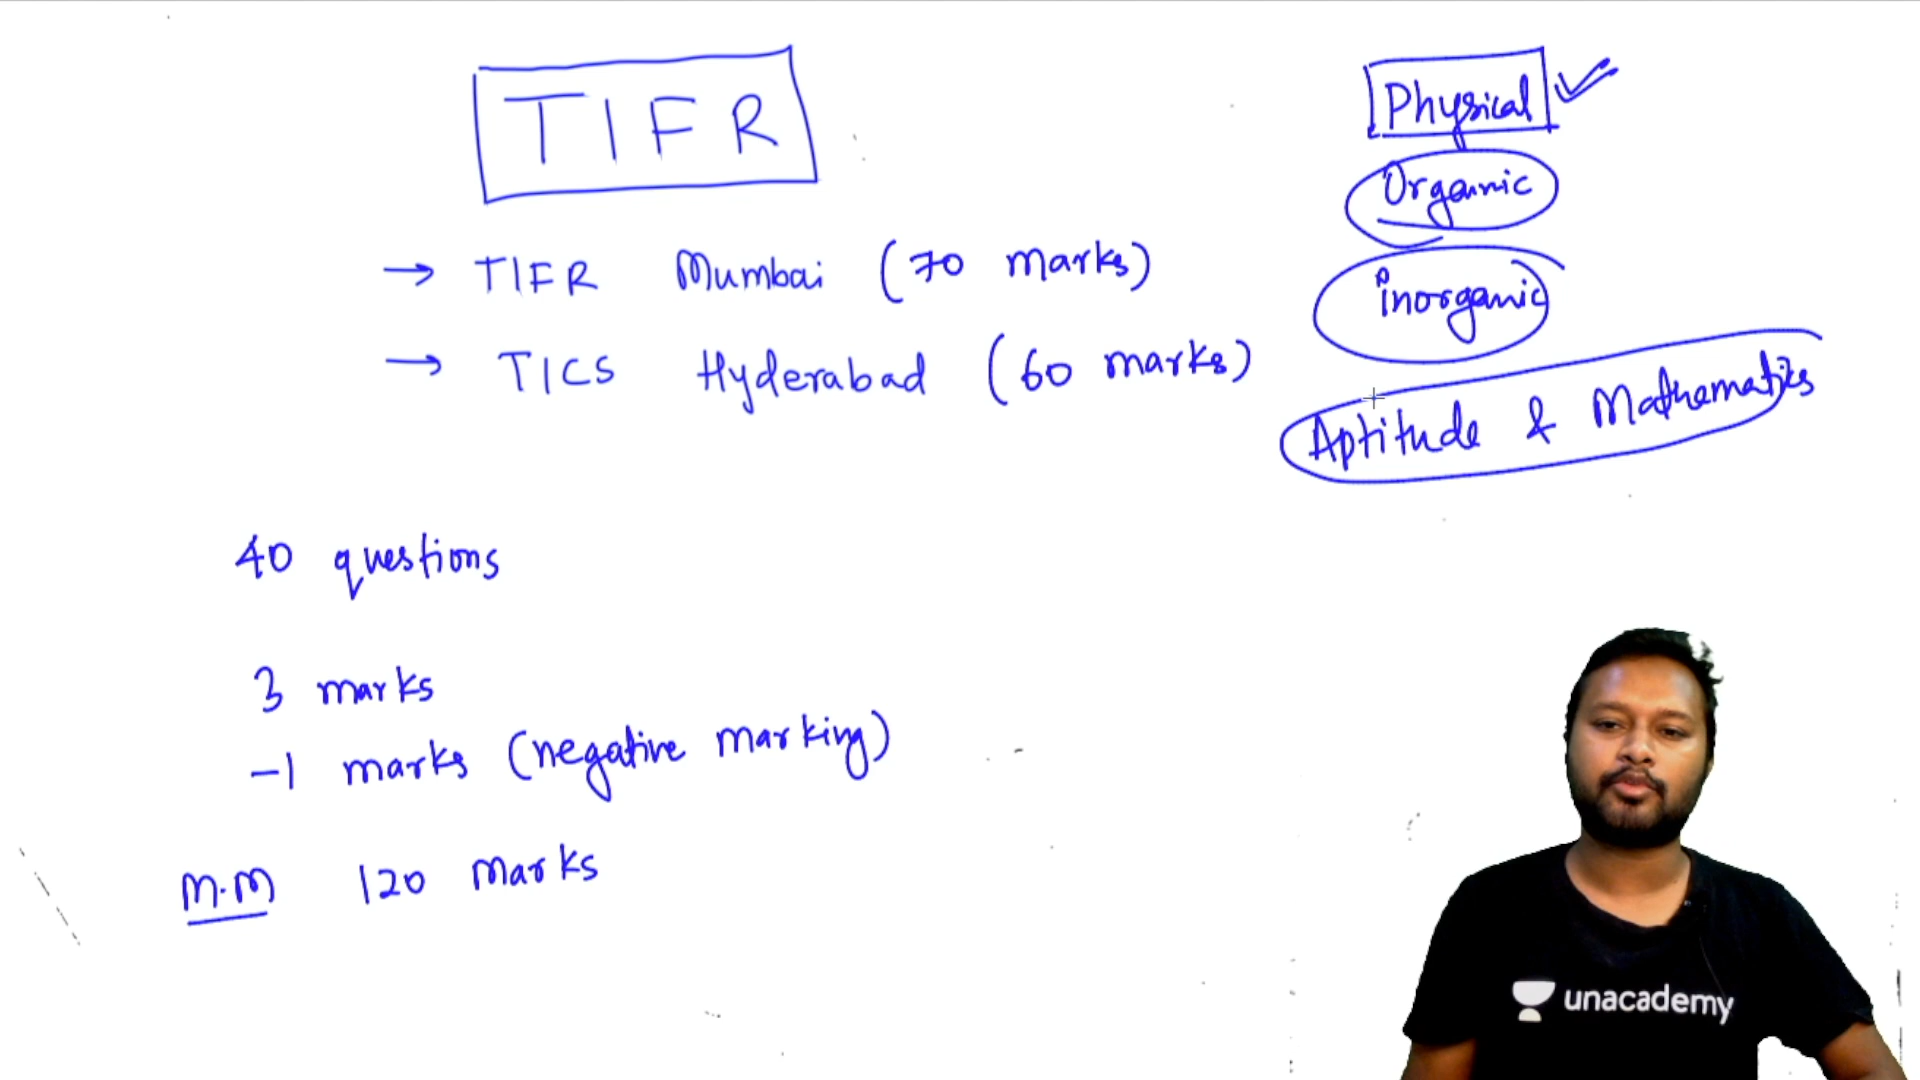 TIFR
→ TIFR Mumbai (70 marks)
→ TICS Hyderabad (60 marks)
Physical
Organic
inorganic
Aptitude & Mathematics
40 questions
3 marks
-1 marks (negative marking)
M.M 120 marks
unacademy